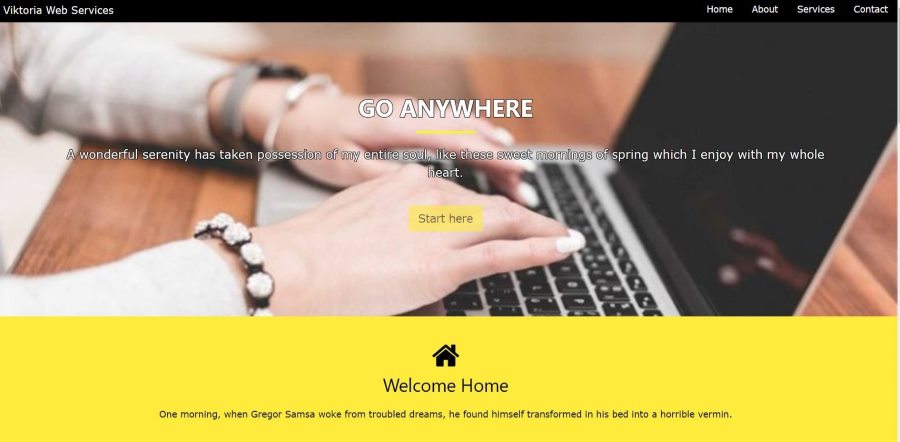 Viktoria Web Services
Home About Services Contact
GO ANYWHERE
A wonderful serenity has taken possession of my entire soul, like these sweet mornings of spring which I enjoy with my whole
heart.
Start here
Welcome Home
One morning, when Gregor Samsa woke from troubled dreams, he found himself transformed in his bed into a horrible vermin.